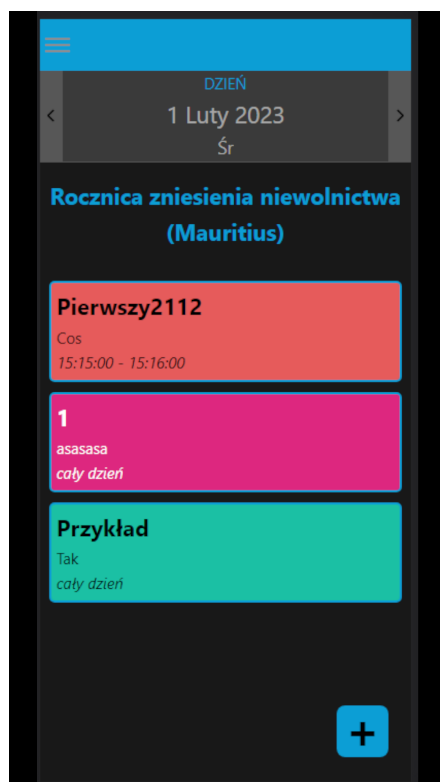 DZIEŃ
< 1 Luty 2023 >
Śr
Rocznica zniesienia niewolnictwa
(Mauritius)
Pierwszy2112
Cos
15:15:00 - 15:16:00
1
asasasa
cały dzień
Przykład
Tak
cały dzień
+